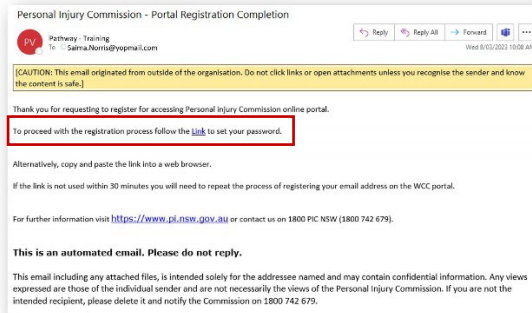 Personal Injury Commission - Portal Registration Completion
PV
Pathway - Training
To Saima.Norris@yopmail.com
Reply
Reply All
Forward
Wed 8/03/2023 10:08 AM
[CAUTION: This email originated from outside of the organisation. Do not click links or open attachments unless you recognise the sender and know
the content is safe.]
Thank you for requesting to register for accessing Personal Injury Commission online portal.
To proceed with the registration process follow the Link to set your password.
Alternatively, copy and paste the link into a web browser.
If the link is not used within 30 minutes you will need to repeat the process of registering your email address on the WCC portal.
For further information visit https://www.pi.nsw.gov.au or contact us on 1800 PIC NSW (1800 742 679).
This is an automated email. Please do not reply.
This email including any attached files, is intended solely for the addressee named and may contain confidential information. Any views
expressed are those of the individual sender and are not necessarily the views of the Personal Injury Commission. If you are not the
intended recipient, please delete it and notify the Commission on 1800 742 679.